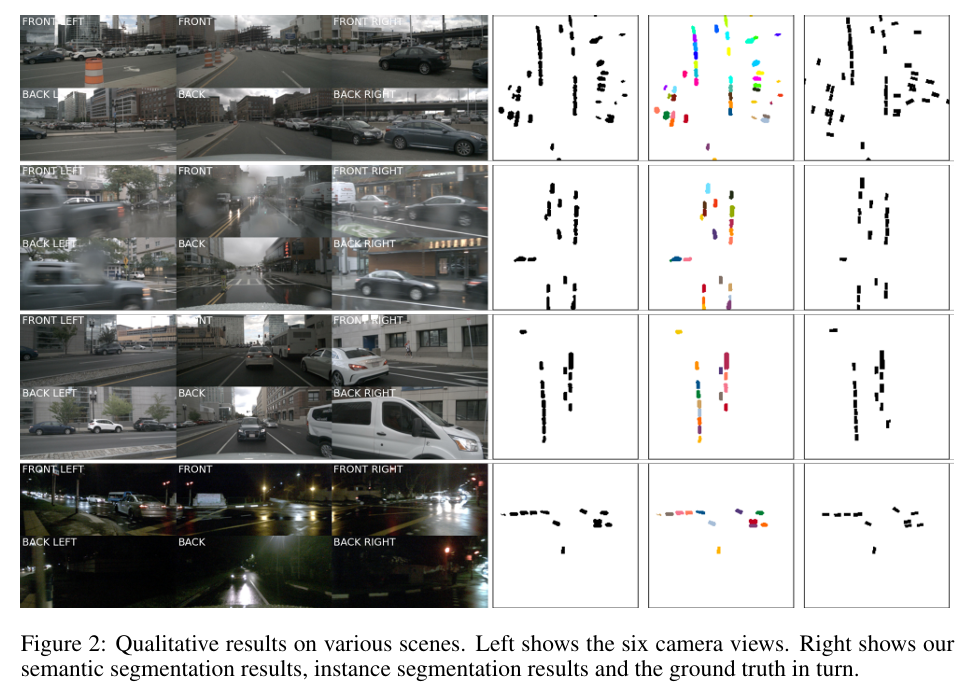 FRONT LEFT FRONT FRONT RIGHT
BACK L BACK BACK RIGHT
FRONT LEFT FRONT FRONT RIGHT
BACK LEFT BACK BACK RIGHT
FRONT LEFT FRONT FRONT RIGHT
BACK LEFT BACK BACK RIGHT
FRONT LEFT FRONT FRONT RIGHT
BACK LEFT BACK BACK RIGHT
Figure 2: Qualitative results on various scenes. Left shows the six camera views. Right shows our
semantic segmentation results, instance segmentation results and the ground truth in turn.